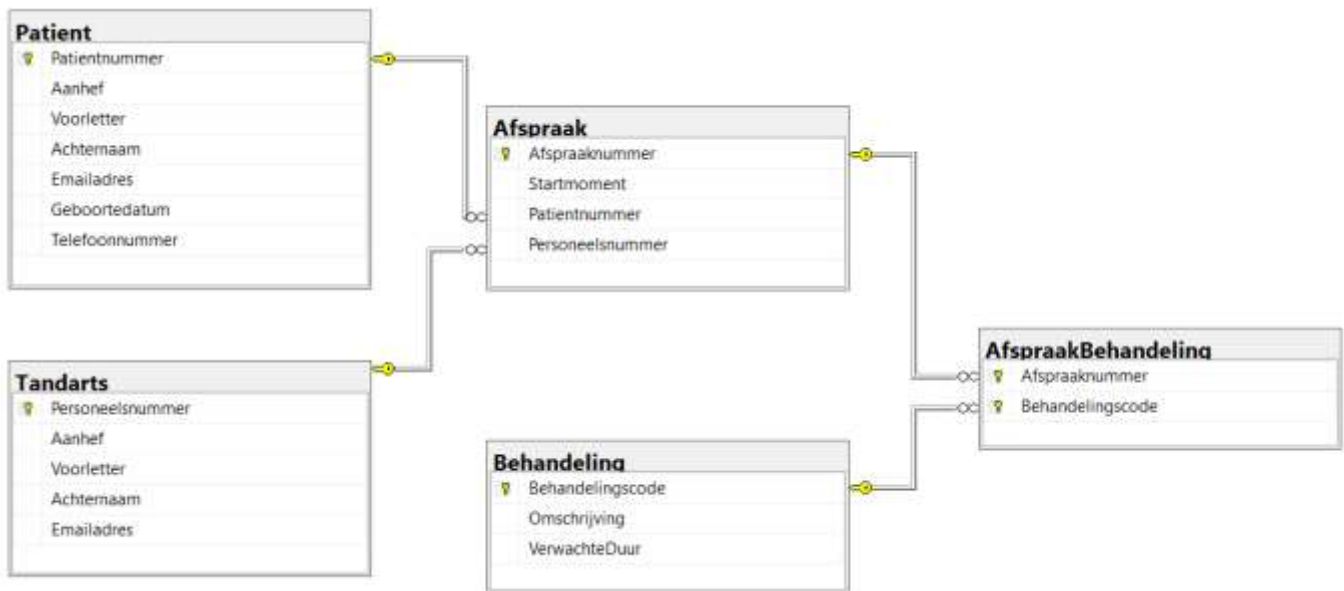 Patient
Patientnummer
Aanhef
Voorletter
Achternaam
Emailadres
Geboortedatum
Telefoonnummer
Afspraak
Afspraaknummer
Startmoment
Patientnummer
Personeelsnummer
Tandarts
Personeelsnummer
Aanhef
Voorletter
Achternaam
Emailadres
Behandeling
Behandelingscode
Omschrijving
VerwachteDuur
AfspraakBehandeling
Afspraaknummer
Behandelingscode